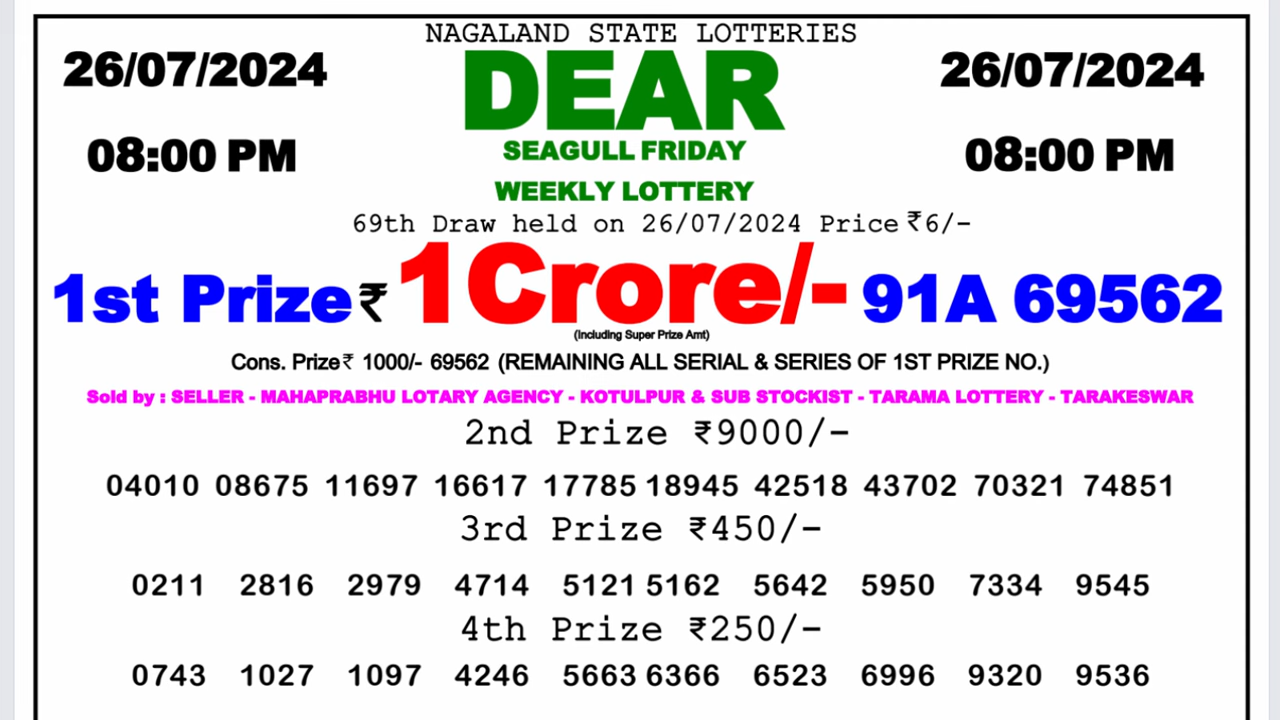 NAGALAND STATE LOTTERIES
26/07/2024 DEAR 26/07/2024
08:00 PM SEAGULL FRIDAY 08:00 PM
WEEKLY LOTTERY
69th Draw held on 26/07/2024 Price ₹6/-
1st Prize ₹ 1 Crore/- 91A 69562
(Including Super Prize Amt)
Cons. Prize ₹ 1000/- 69562 (REMAINING ALL SERIAL & SERIES OF 1ST PRIZE NO.)
Sold by : SELLER - MAHAPRABHU LOTARY AGENCY - KOTULPUR & SUB STOCKIST - TARAMA LOTTERY - TARAKESWAR
2nd Prize ₹9000/-
04010 08675 11697 16617 17785 18945 42518 43702 70321 74851
3rd Prize ₹450/-
0211 2816 2979 4714 5121 5162 5642 5950 7334 9545
4th Prize ₹250/-
0743 1027 1097 4246 5663 6366 6523 6996 9320 9536